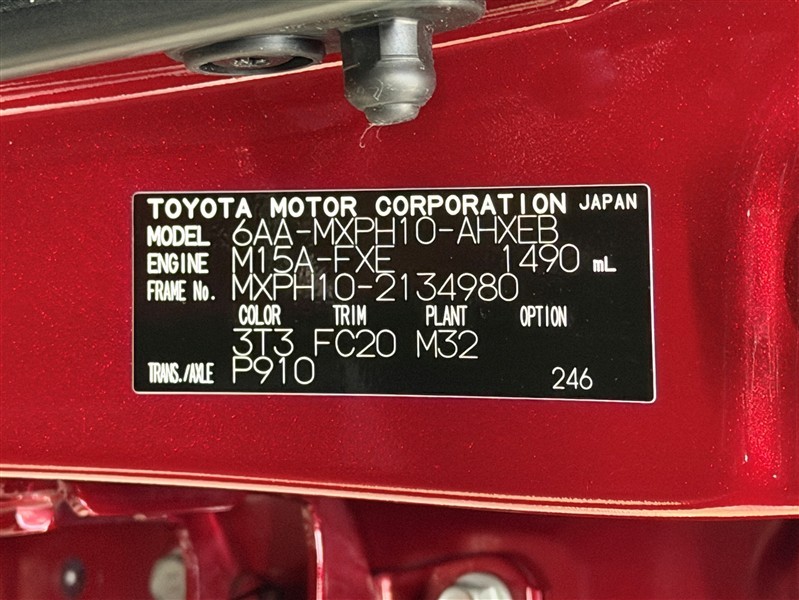 TOYOTA MOTOR CORPORATION JAPAN
MODEL 6AA-MXPH10-AHXEB
ENGINE M15A-FXE 1490 mL
FRAME No. MXPH10-2134980
COLOR TRIM PLANT OPTION
3T3 FC20 M32
TRANS./AXLE P910 246